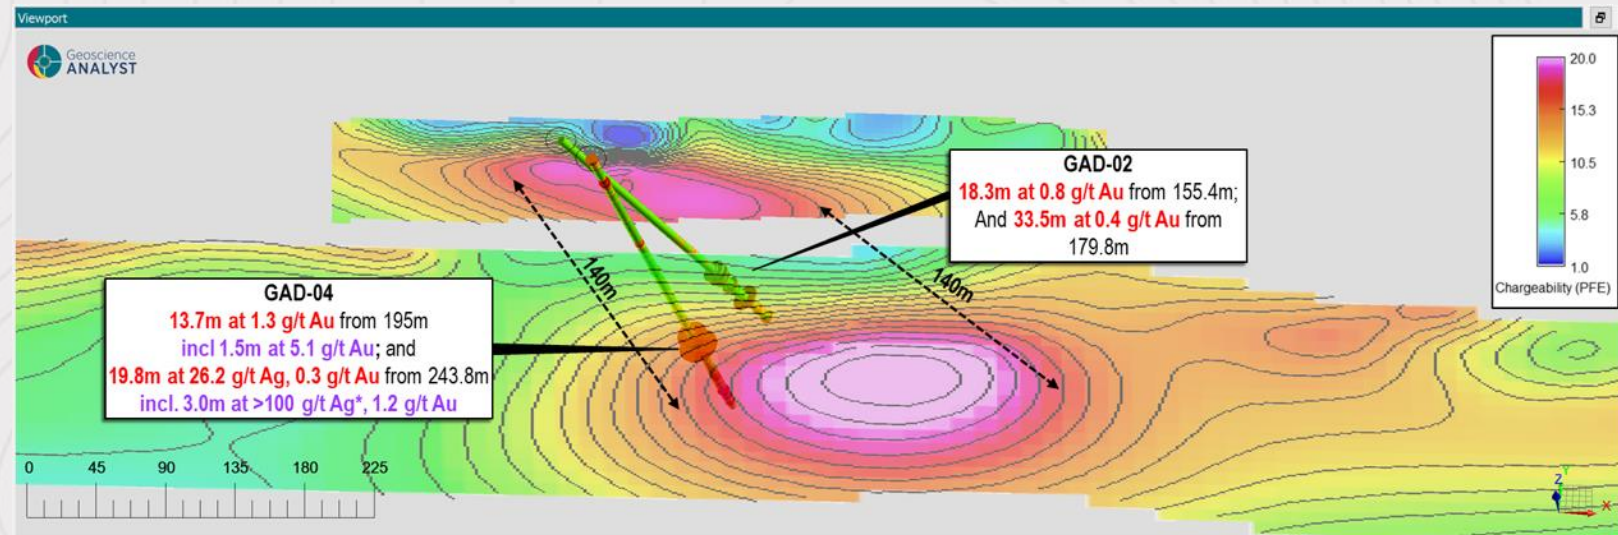 Viewport
Geoscience
ANALYST
20.0
15.3
10.5
5.8
1.0
Chargeability (PFE)
GAD-02
18.3m at 0.8 g/t Au from 155.4m;
And 33.5m at 0.4 g/t Au from
179.8m
140m
140m
GAD-04
13.7m at 1.3 g/t Au from 195m
incl 1.5m at 5.1 g/t Au; and
19.8m at 26.2 g/t Ag, 0.3 g/t Au from 243.8m
incl. 3.0m at >100 g/t Ag*, 1.2 g/t Au
0 45 90 135 180 225
Y
Z
X